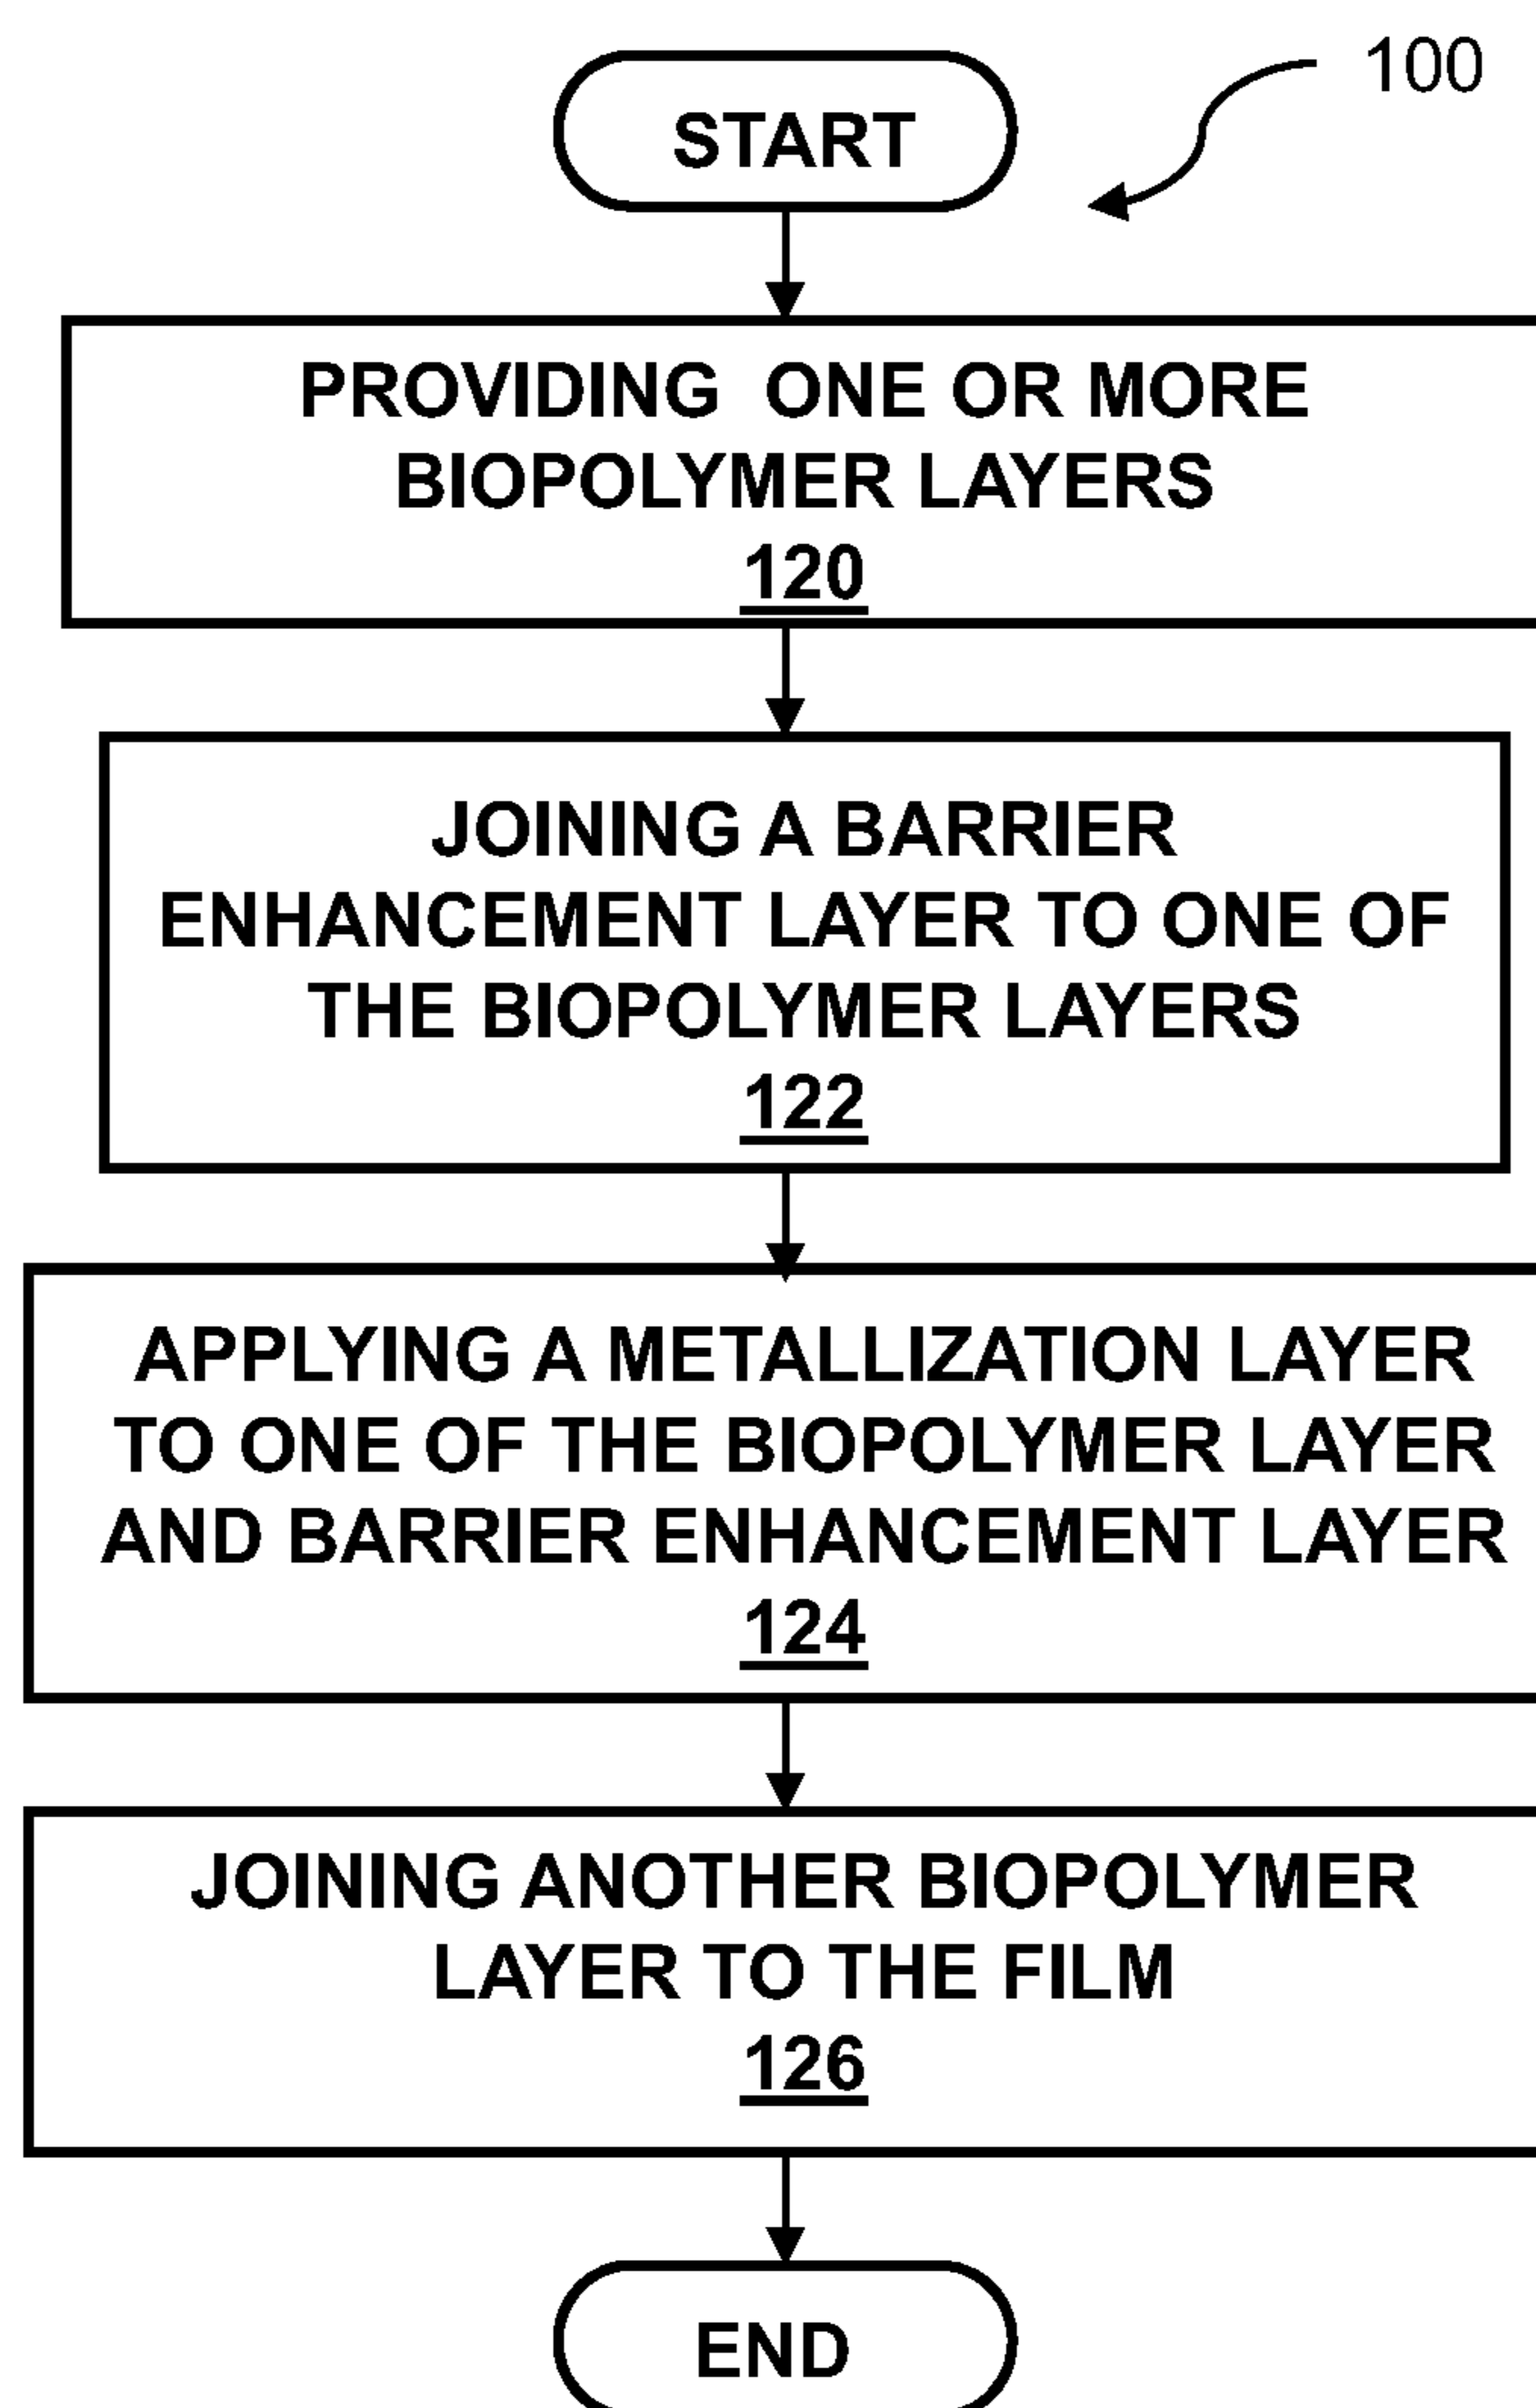 100
START
PROVIDING ONE OR MORE
BIOPOLYMER LAYERS
120
JOINING A BARRIER
ENHANCEMENT LAYER TO ONE OF
THE BIOPOLYMER LAYERS
122
APPLYING A METALLIZATION LAYER
TO ONE OF THE BIOPOLYMER LAYER
AND BARRIER ENHANCEMENT LAYER
124
JOINING ANOTHER BIOPOLYMER
LAYER TO THE FILM
126
END